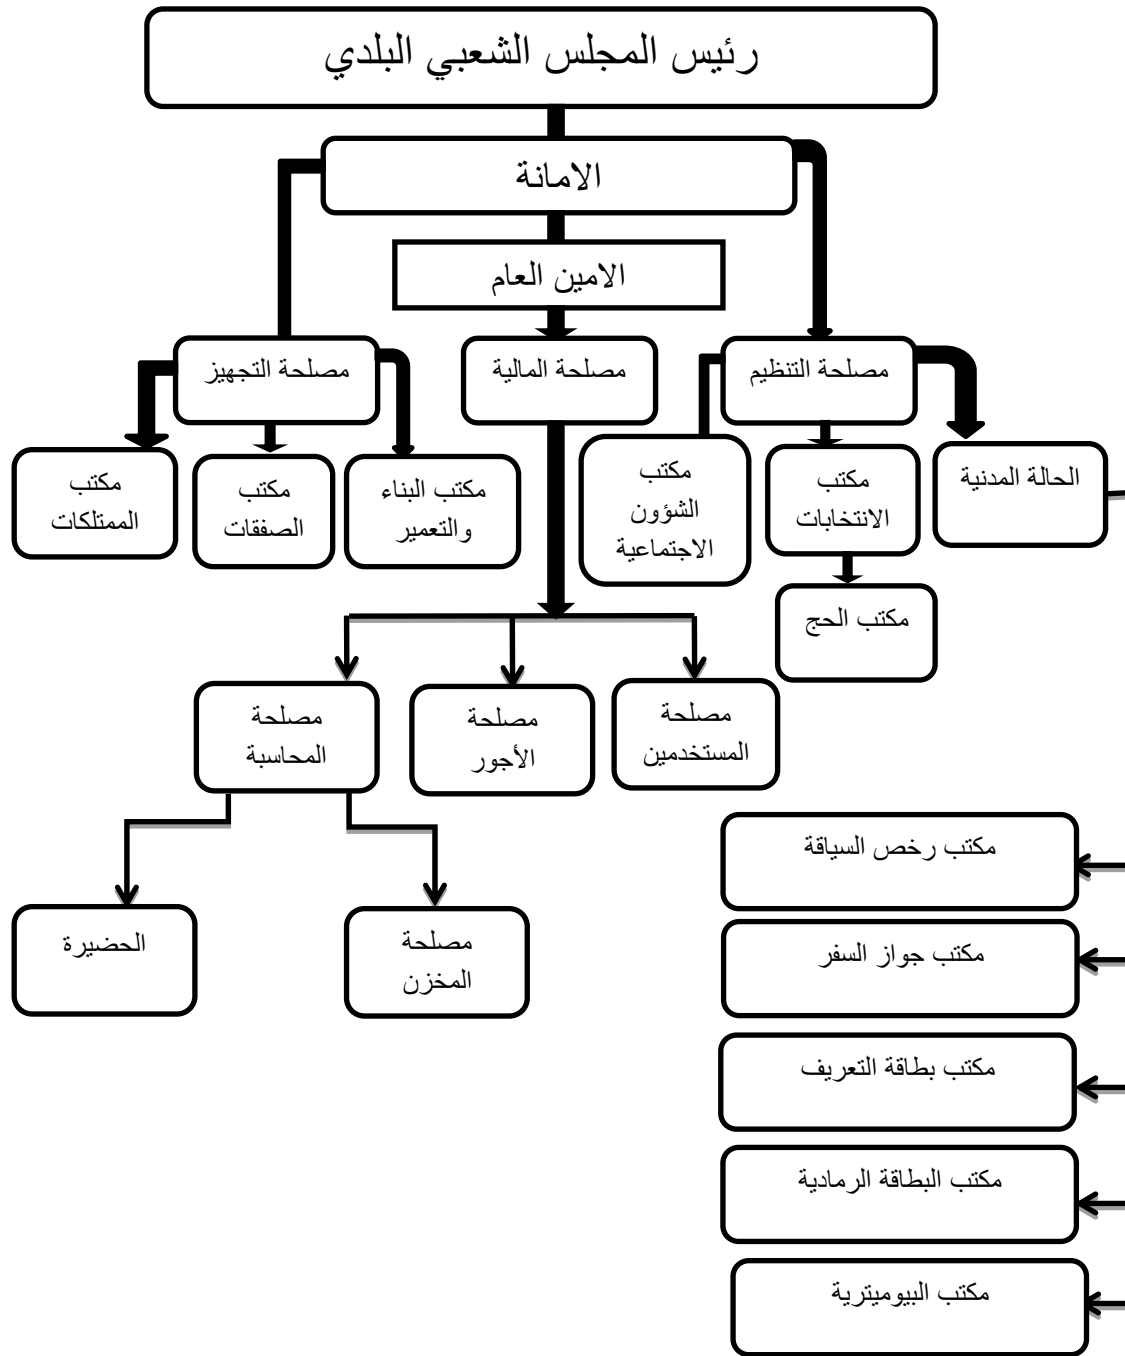 رئيس المجلس الشعبي البلدي
الامانة
الامين العام
مصلحة التنظيم
مصلحة المالية
مصلحة التجهيز
الحالة المدنية
مكتب
الانتخابات
مكتب
الشؤون
الاجتماعية
مكتب البناء
والتعمير
مكتب
الصفقات
مكتب
الممتلكات
مكتب الحج
مصلحة
المستخدمين
مصلحة
الأجور
مصلحة
المحاسبة
مصلحة
المخزن
الحضيرة
مكتب رخص السياقة
مكتب جواز السفر
مكتب بطاقة التعريف
مكتب البطاقة الرمادية
مكتب البيوميترية